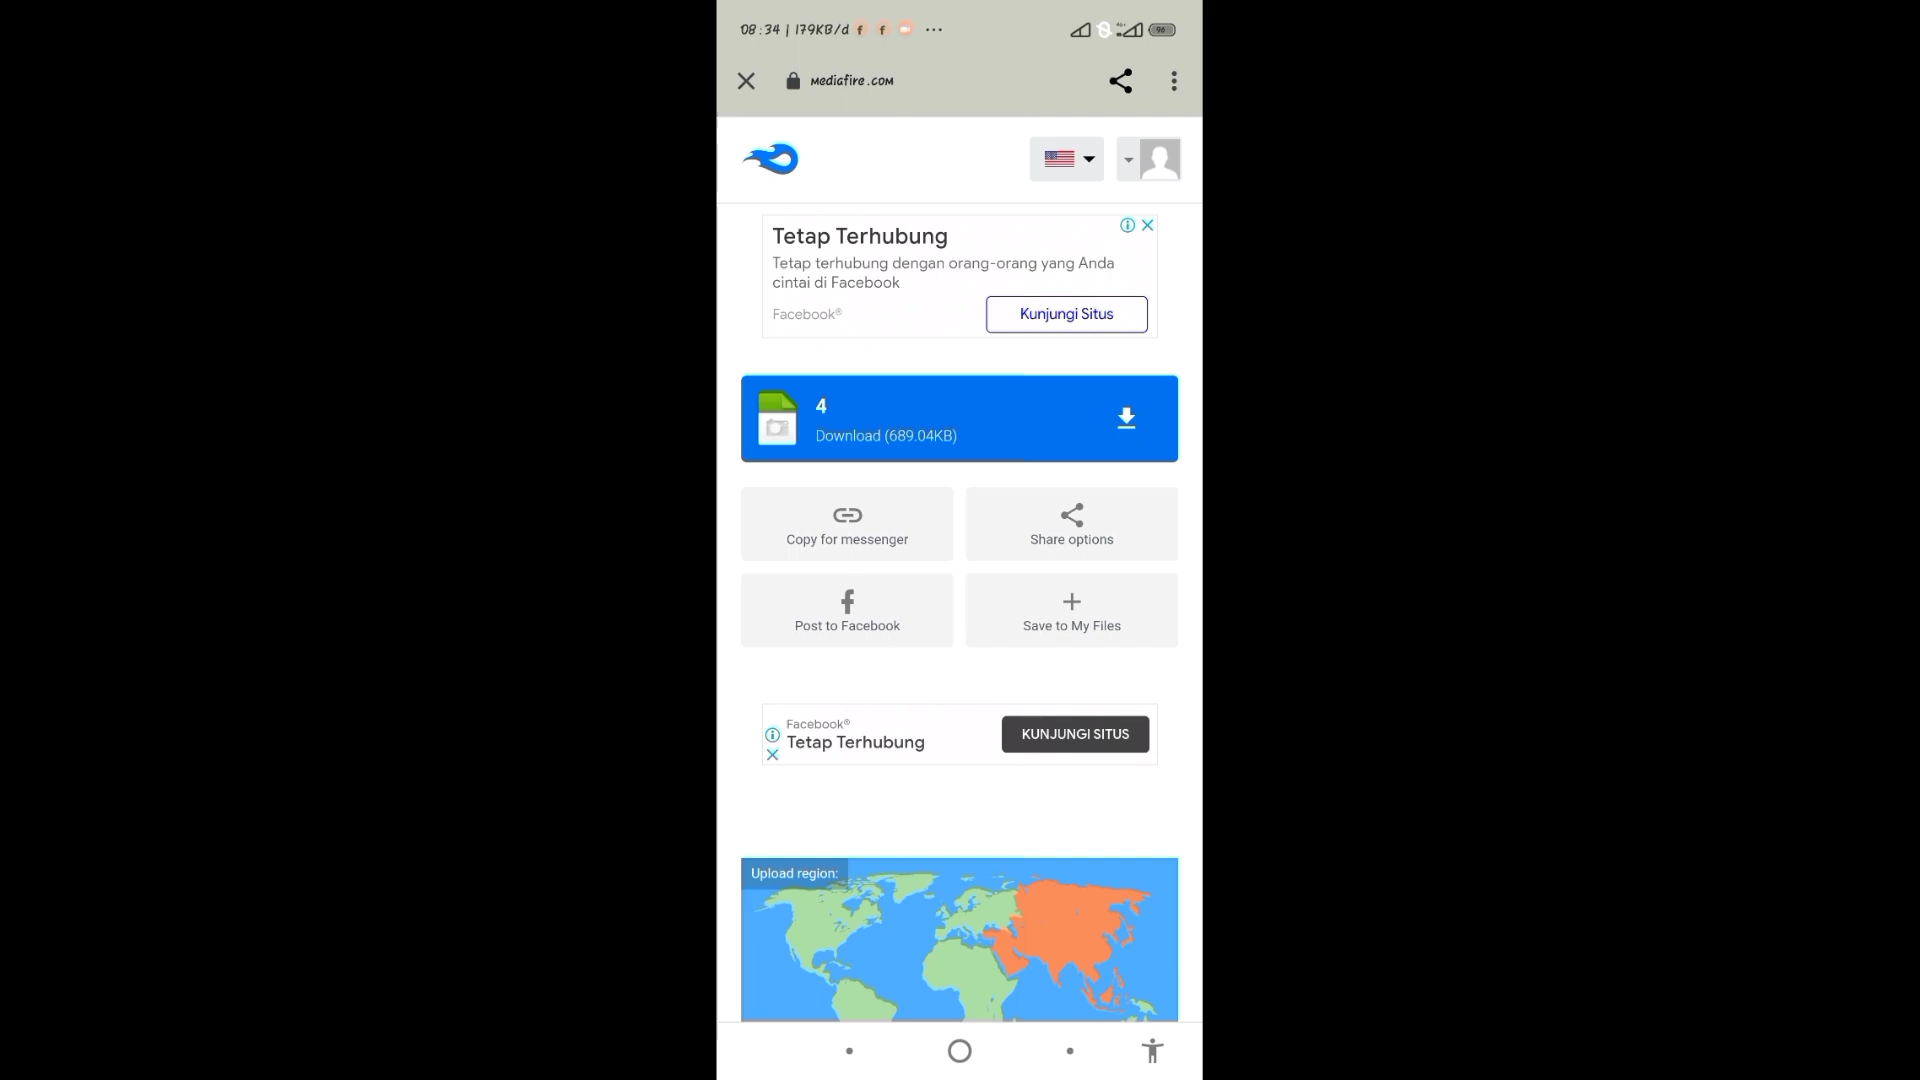 08:34 | 179KB/d f f ...
mediafire.com
Tetap Terhubung
Tetap terhubung dengan orang-orang yang Anda
cintai di Facebook
Facebook®
Kunjungi Situs
4
Download (689.04KB)
Copy for messenger
Share options
Post to Facebook
Save to My Files
Facebook®
Tetap Terhubung
KUNJUNGI SITUS
Upload region: